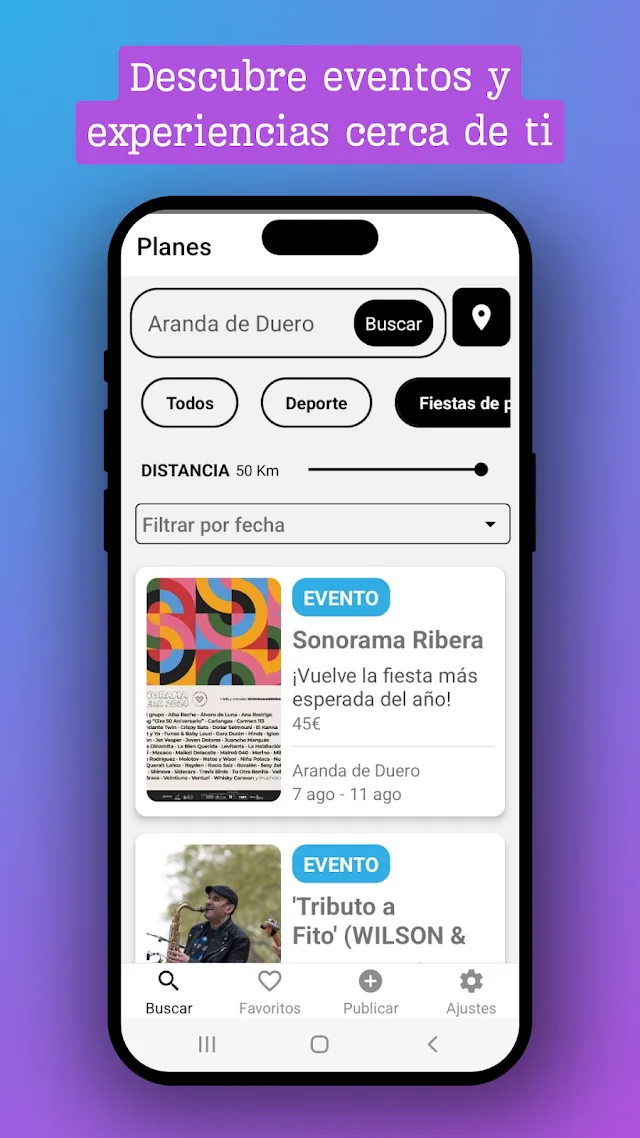 Descubre eventos y
experiencias cerca de ti
Planes
Aranda de Duero
Buscar
Todos
Deporte
Fiestas de p
DISTANCIA 50 Km
Filtrar por fecha
EVENTO
Sonorama Ribera
¡Vuelve la fiesta más
esperada del año!
45€
Aranda de Duero
7 ago - 11 ago
EVENTO
'Tributo a
Fito' (WILSON &
Buscar
Favoritos
Publicar
Ajustes